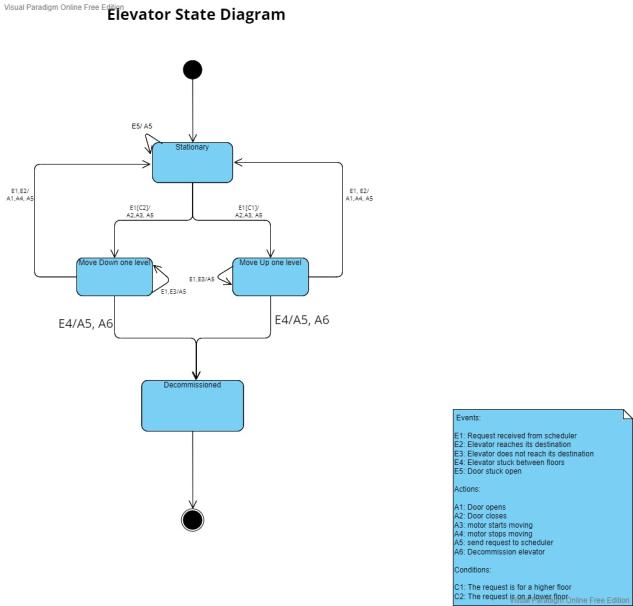 Visual Paradigm Online Free Edition
Elevator State Diagram
E5/ A5
Stationary
E1,E2/
A1,A4, A5
E1, E2/
A1,A4, A5
E1[C2]/
A2,A3, A6
E1[C1]/
A2,A3, A6
Move Down one level
Move Up one level
E1,E3/A5
E1,E3/A5
E4/A5, A6
E4/A5, A6
Decommissioned
Events:
E1: Request received from scheduler
E2: Elevator reaches its destination
E3: Elevator does not reach its destination
E4: Elevator stuck between floors
E5: Door stuck open
Actions:
A1: Door opens
A2: Door closes
A3: motor starts moving
A4: motor stops moving
A5: send request to scheduler
A6: Decommission elevator
Conditions:
C1: The request is for a higher floor
C2: The request is on a lower floor
Visual Paradigm Online Free Edition